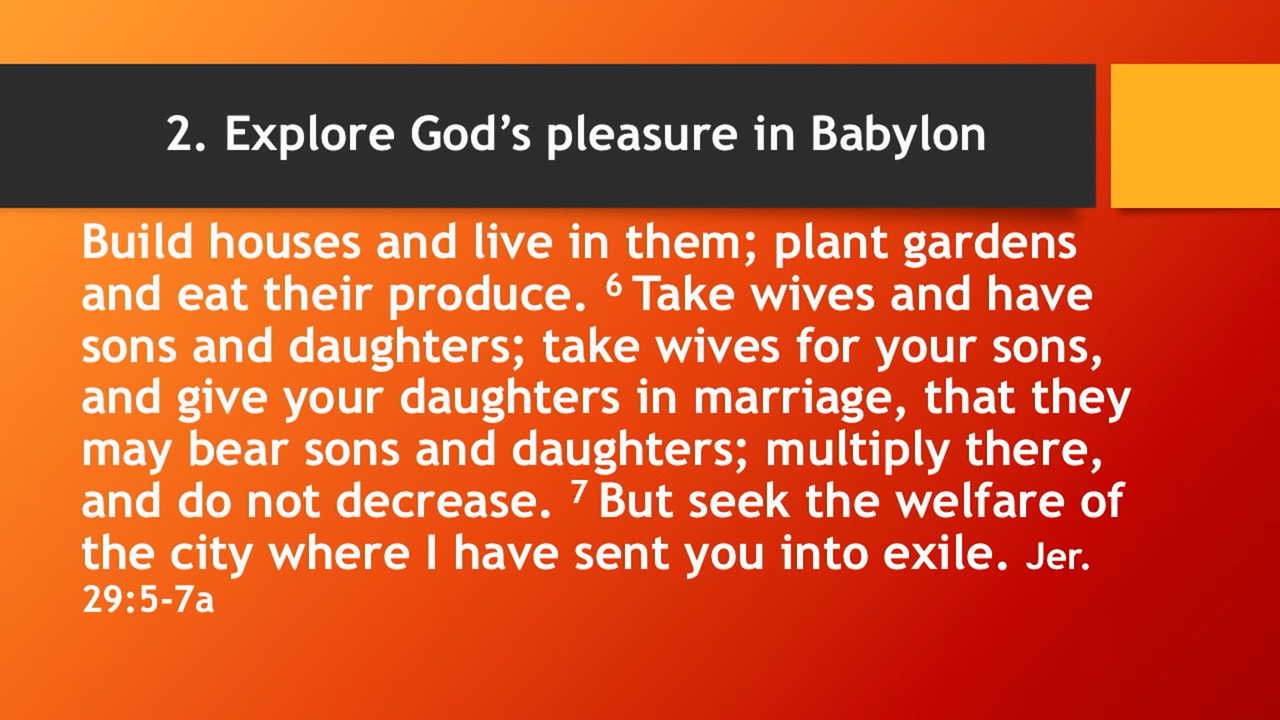 2. Explore God’s pleasure in Babylon
Build houses and live in them; plant gardens
and eat their produce. ⁶ Take wives and have
sons and daughters; take wives for your sons,
and give your daughters in marriage, that they
may bear sons and daughters; multiply there,
and do not decrease. ⁷ But seek the welfare of
the city where I have sent you into exile. Jer.
29:5-7a